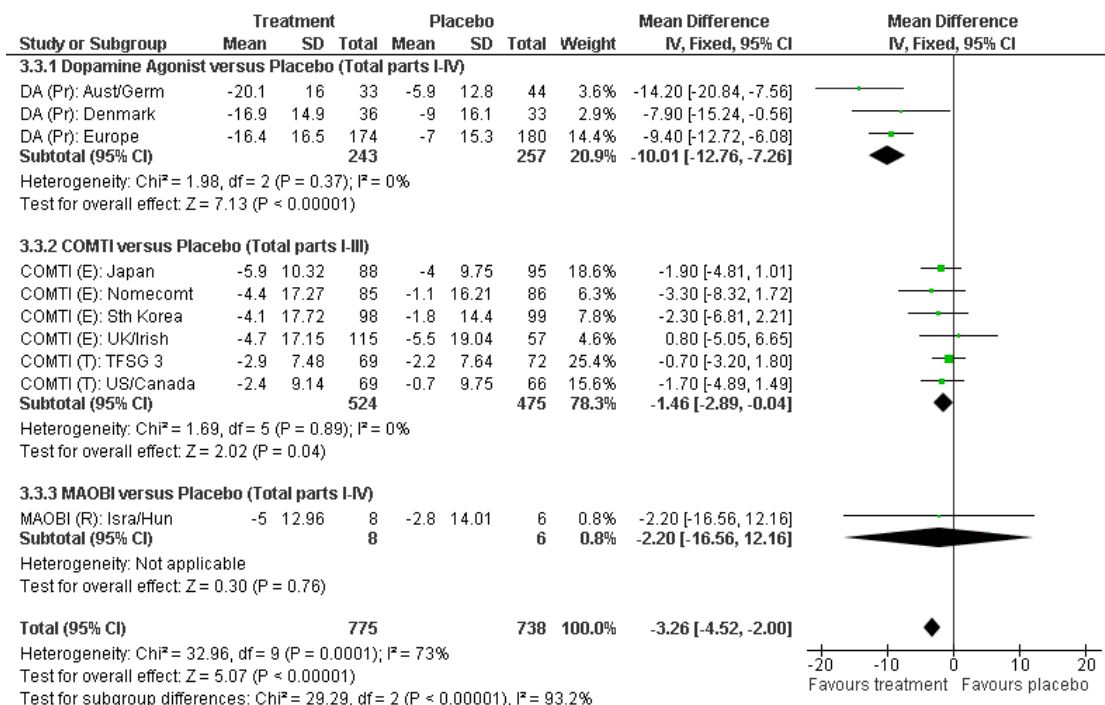 Treatment Placebo Mean Difference Mean Difference
Study or Subgroup Mean SD Total Mean SD Total Weight IV, Fixed, 95% CI IV, Fixed, 95% CI
3.3.1 Dopamine Agonist versus Placebo (Total parts I-IV)
DA (Pr): Aust/Germ -20.1 16 33 -5.9 12.8 44 3.6% -14.20 [-20.84, -7.56]
DA (Pr): Denmark -16.9 14.9 36 -9 16.1 33 2.9% -7.90 [-15.24, -0.56]
DA (Pr): Europe -16.4 16.5 174 -7 15.3 180 14.4% -9.40 [-12.72, -6.08]
Subtotal (95% CI) 243 257 20.9% -10.01 [-12.76, -7.26]
Heterogeneity: Chi² = 1.98, df = 2 (P = 0.37); I² = 0%
Test for overall effect: Z = 7.13 (P < 0.00001)
3.3.2 COMTI versus Placebo (Total parts I-III)
COMTI (E): Japan -5.9 10.32 88 -4 9.75 95 18.6% -1.90 [-4.81, 1.01]
COMTI (E): Nomecomt -4.4 17.27 85 -1.1 16.21 86 6.3% -3.30 [-8.32, 1.72]
COMTI (E): Sth Korea -4.1 17.72 98 -1.8 14.4 99 7.8% -2.30 [-6.81, 2.21]
COMTI (E): UK/Irish -4.7 17.15 115 -5.5 19.04 57 4.6% 0.80 [-5.05, 6.65]
COMTI (T): TFSG 3 -2.9 7.48 69 -2.2 7.64 72 25.4% -0.70 [-3.20, 1.80]
COMTI (T): US/Canada -2.4 9.14 69 -0.7 9.75 66 15.6% -1.70 [-4.89, 1.49]
Subtotal (95% CI) 524 475 78.3% -1.46 [-2.89, -0.04]
Heterogeneity: Chi² = 1.69, df = 5 (P = 0.89); I² = 0%
Test for overall effect: Z = 2.02 (P = 0.04)
3.3.3 MAOBI versus Placebo (Total parts I-IV)
MAOBI (R): Isra/Hun -5 12.96 8 -2.8 14.01 6 0.8% -2.20 [-16.56, 12.16]
Subtotal (95% CI) 8 6 0.8% -2.20 [-16.56, 12.16]
Heterogeneity: Not applicable
Test for overall effect: Z = 0.30 (P = 0.76)
Total (95% CI) 775 738 100.0% -3.26 [-4.52, -2.00]
Heterogeneity: Chi² = 32.96, df = 9 (P = 0.0001); I² = 73%
Test for overall effect: Z = 5.07 (P < 0.00001)
Test for subgroup differences: Chi² = 29.29, df = 2 (P < 0.00001), I² = 93.2%
-20 -10 0 10 20
Favours treatment Favours placebo